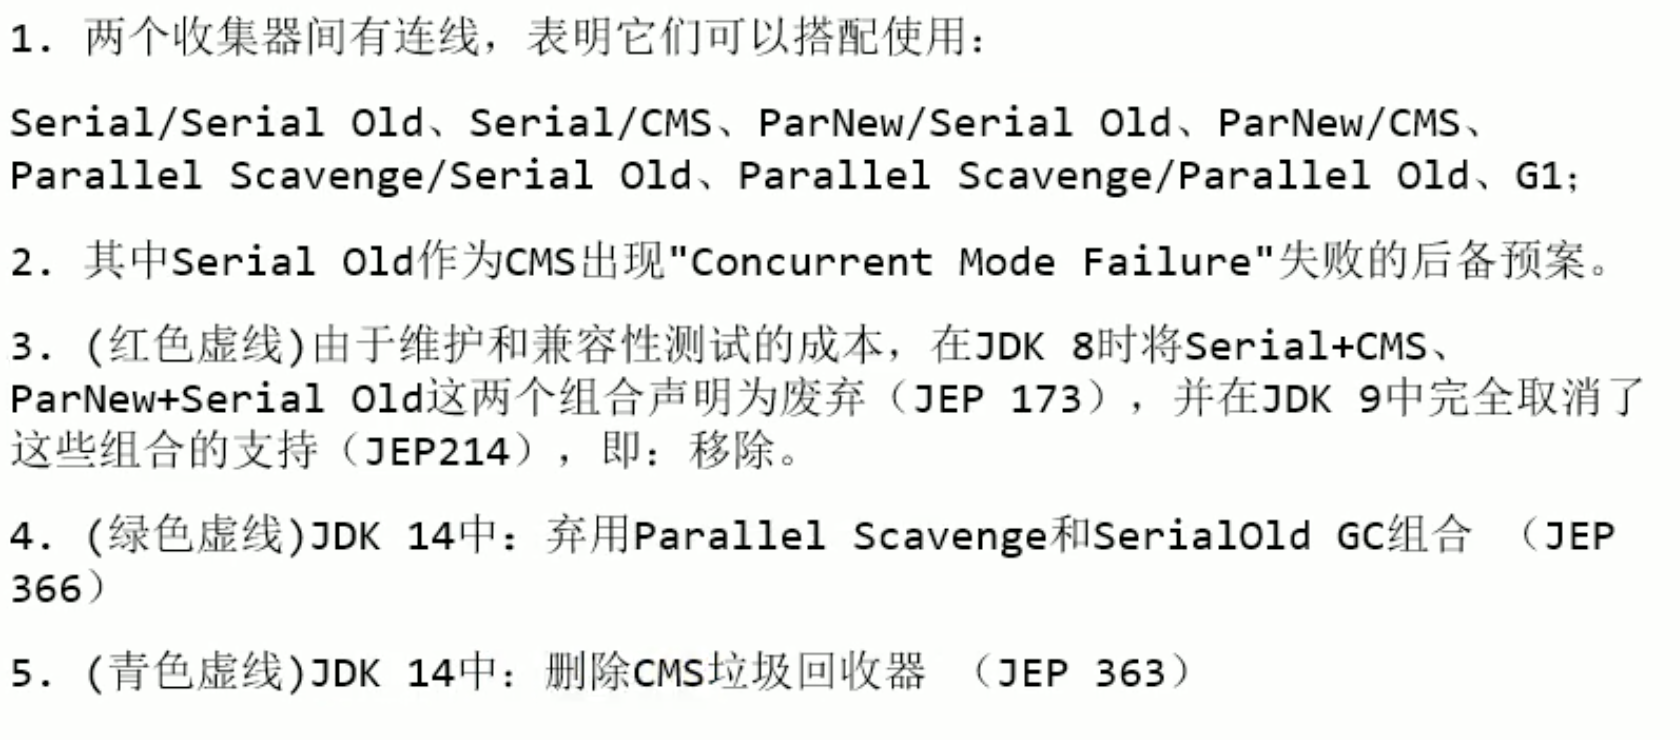 1. 两个收集器间有连线，表明它们可以搭配使用：
Serial/Serial Old、Serial/CMS、ParNew/Serial Old、ParNew/CMS、
Parallel Scavenge/Serial Old、Parallel Scavenge/Parallel Old、G1；
2. 其中Serial Old作为CMS出现"Concurrent Mode Failure"失败的后备预案。
3. (红色虚线)由于维护和兼容性测试的成本，在JDK 8时将Serial+CMS、
ParNew+Serial Old这两个组合声明为废弃（JEP 173），并在JDK 9中完全取消了
这些组合的支持（JEP214），即：移除。
4. (绿色虚线)JDK 14中：弃用Parallel Scavenge和SerialOld GC组合 （JEP
366）
5. (青色虚线)JDK 14中：删除CMS垃圾回收器 （JEP 363）